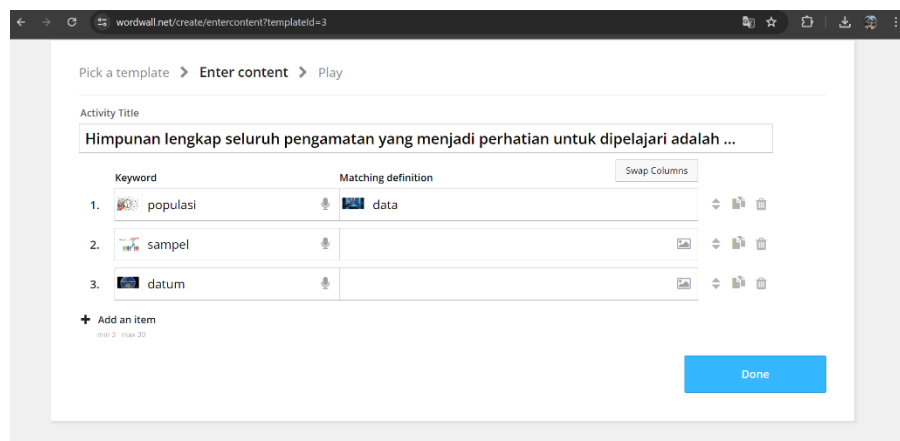 wordwall.net/create/entercontent?templateId=3
Pick a template > Enter content > Play
Activity Title
Himpunan lengkap seluruh pengamatan yang menjadi perhatian untuk dipelajari adalah ...
Swap Columns
Keyword Matching definition
1. populasi data
2. sampel
3. datum
+ Add an item
min 3 max 30
Done